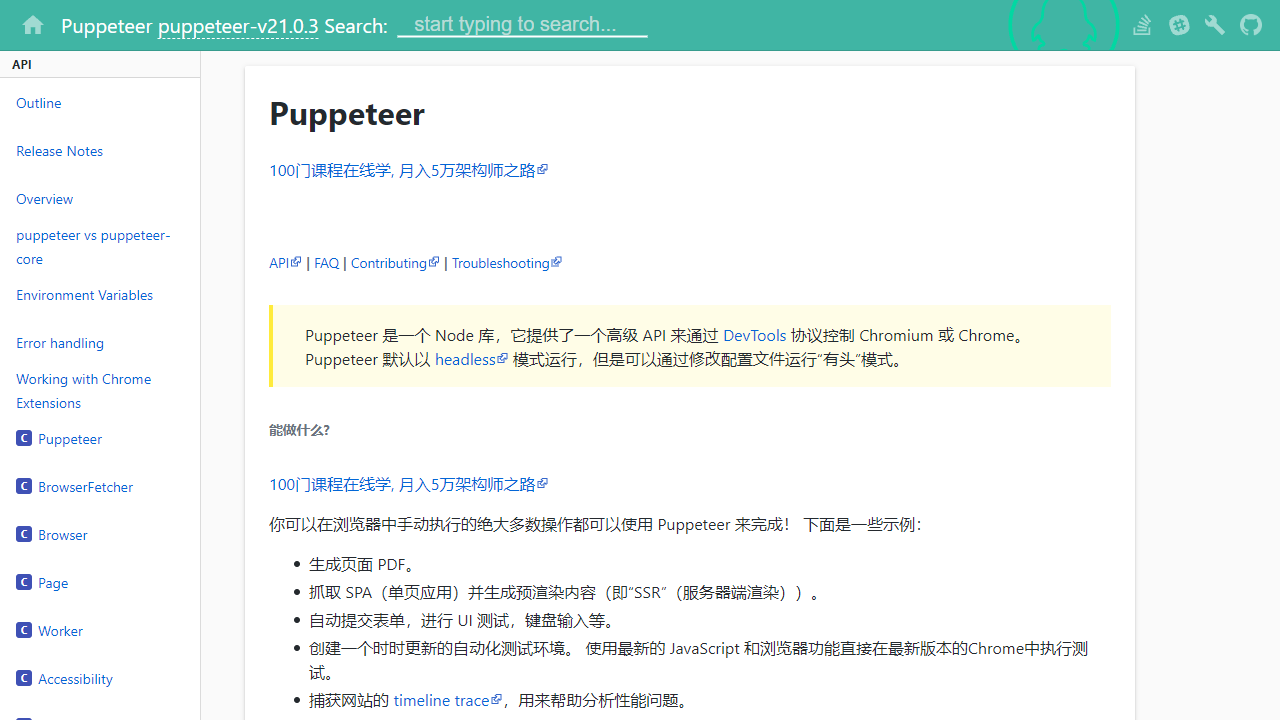 Puppeteer puppeteer-v21.0.3 Search: start typing to search...
API
Outline
Release Notes
Overview
puppeteer vs puppeteer-
core
Environment Variables
Error handling
Working with Chrome
Extensions
C Puppeteer
C BrowserFetcher
C Browser
C Page
C Worker
C Accessibility
Puppeteer
100门课程在线学, 月入5万架构师之路
API | FAQ | Contributing | Troubleshooting
Puppeteer 是一个 Node 库，它提供了一个高级 API 来通过 DevTools 协议控制 Chromium 或 Chrome。
Puppeteer 默认以 headless 模式运行，但是可以通过修改配置文件运行“有头”模式。
能做什么?
100门课程在线学, 月入5万架构师之路
你可以在浏览器中手动执行的绝大多数操作都可以使用 Puppeteer 来完成！ 下面是一些示例：
• 生成页面 PDF。
• 抓取 SPA（单页应用）并生成预渲染内容（即“SSR”（服务器端渲染））。
• 自动提交表单，进行 UI 测试，键盘输入等。
• 创建一个时时更新的自动化测试环境。 使用最新的 JavaScript 和浏览器功能直接在最新版本的Chrome中执行测
试。
• 捕获网站的 timeline trace，用来帮助分析性能问题。